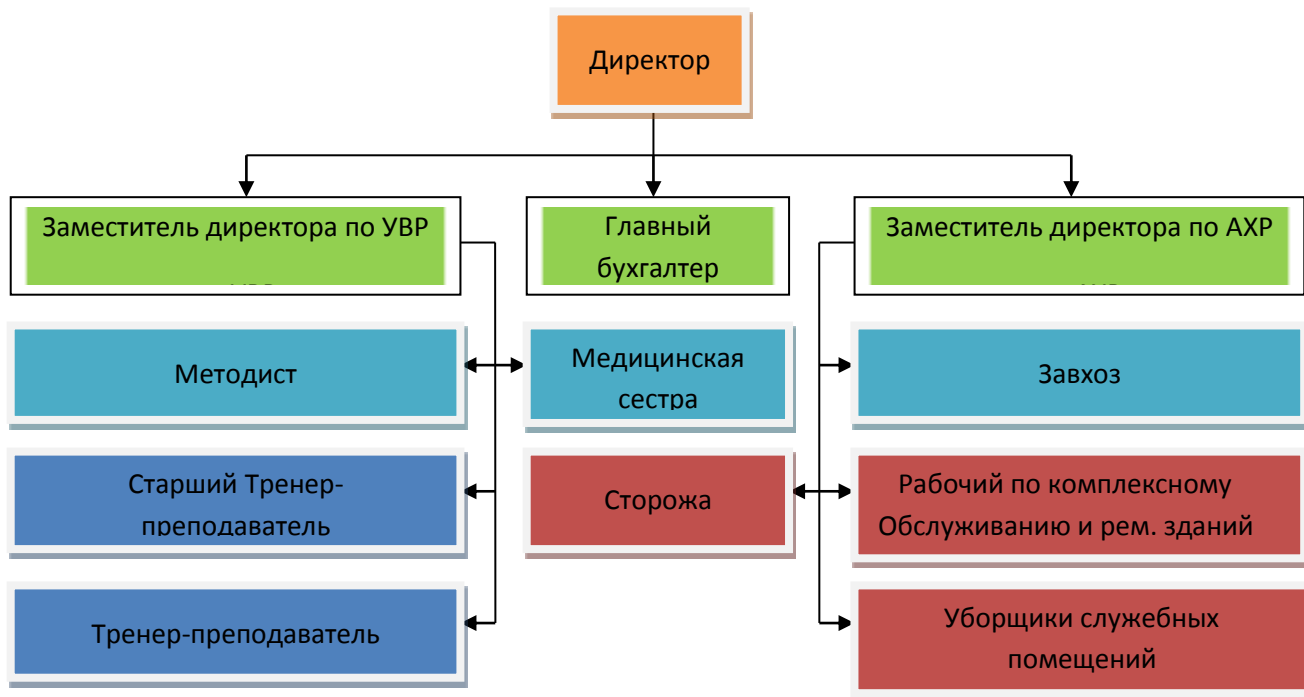 Директор
Заместитель директора по УВР
Главный
бухгалтер
Заместитель директора по АХР
Методист
Медицинская
сестра
Завхоз
Старший Тренер-
преподаватель
Сторожа
Рабочий по комплексному
Обслуживанию и рем. зданий
Тренер-преподаватель
Уборщики служебных
помещений